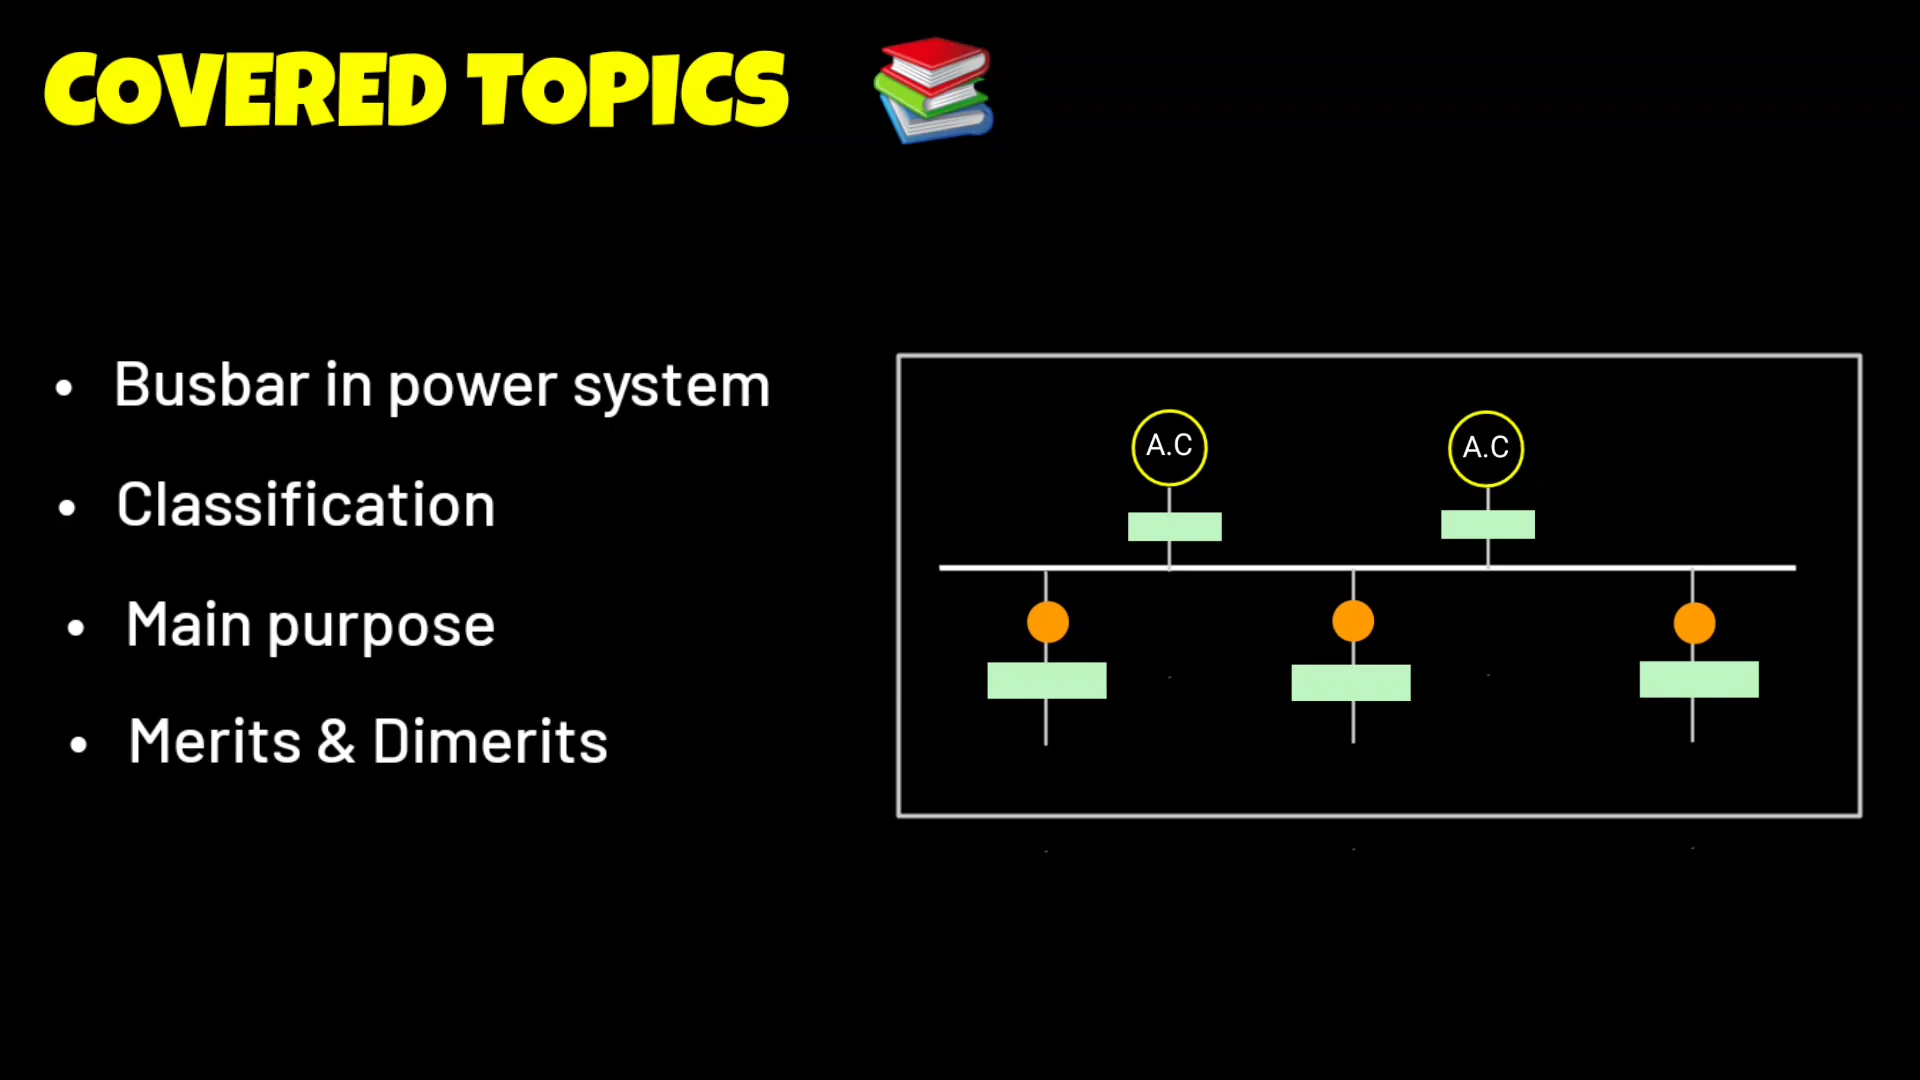 COVERED TOPICS
• Busbar in power system
• Classification
• Main purpose
• Merits & Dimerits
A.C
A.C